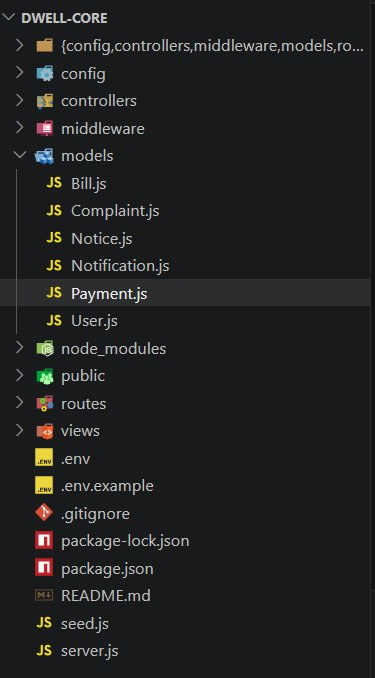 DWELL-CORE
{config,controllers,middleware,models,ro...
config
controllers
middleware
models
JS Bill.js
JS Complaint.js
JS Notice.js
JS Notification.js
JS Payment.js
JS User.js
node_modules
public
routes
views
.ENV .env
.ENV .env.example
.gitignore
package-lock.json
package.json
README.md
JS seed.js
JS server.js